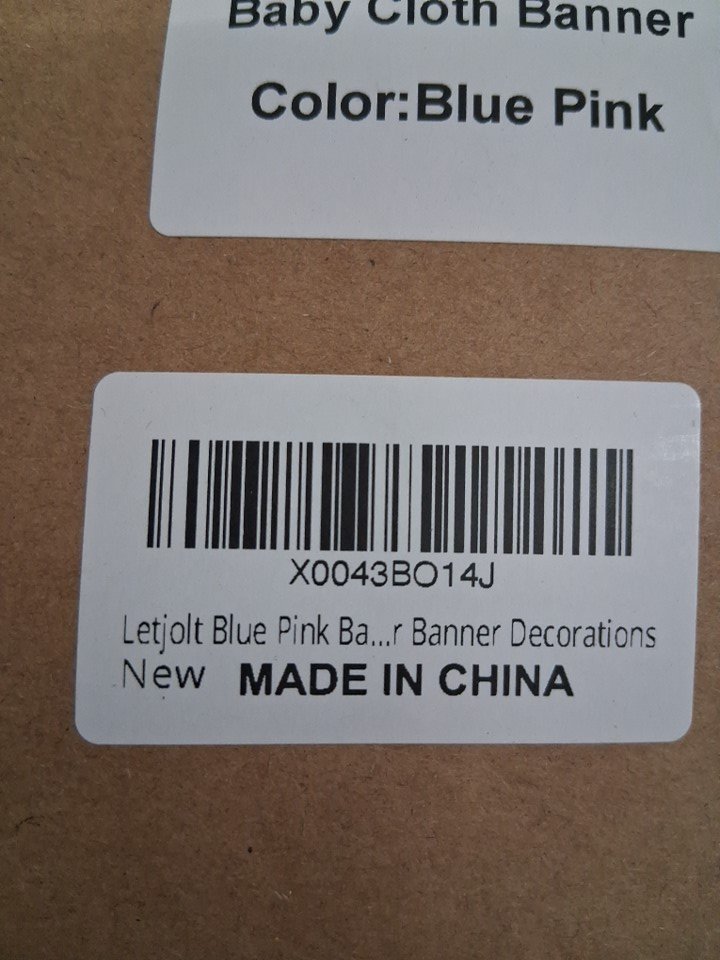 Baby Cloth Banner
Color:Blue Pink
X0043BO14J
Letjolt Blue Pink Ba...r Banner Decorations
New MADE IN CHINA